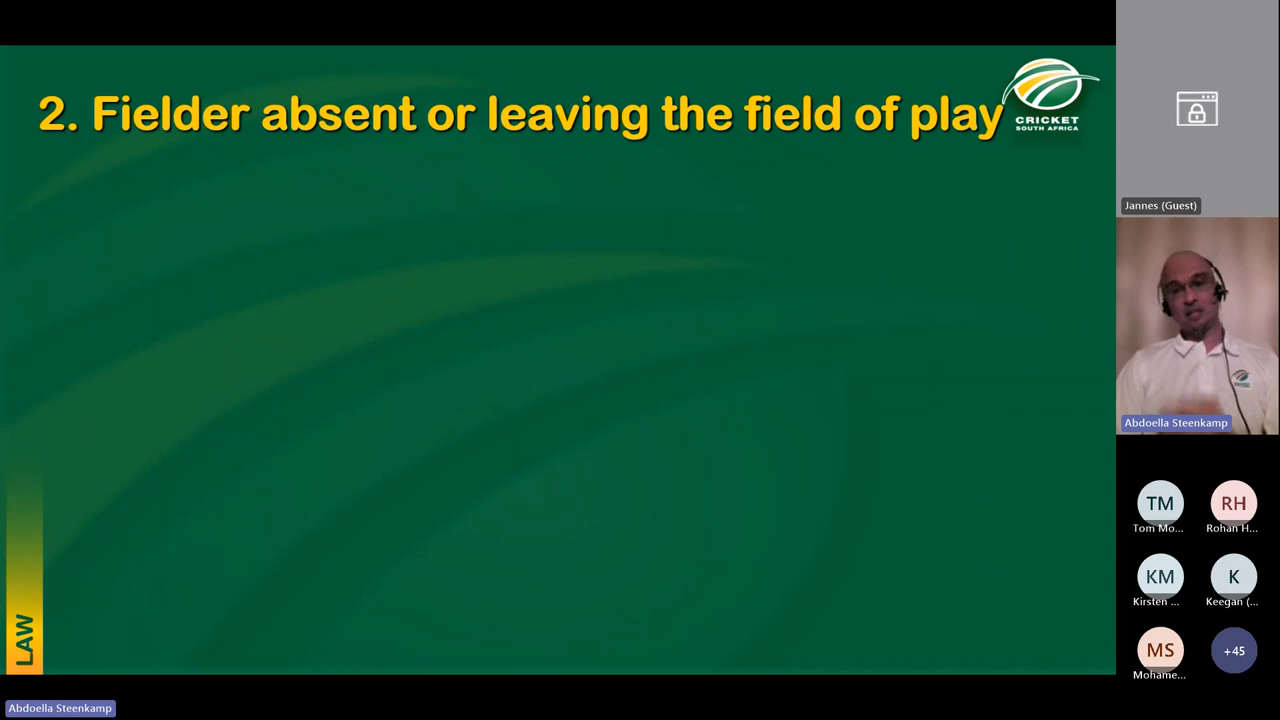 2. Fielder absent or leaving the field of play
CRICKET
SOUTH AFRICA
LAW
Abdoella Steenkamp
Jannes (Guest)
Abdoella Steenkamp
TM
RH
Tom Mo...
Rohan H...
KM
K
Kirsten ...
Keegan (...
MS
+45
Mohame...